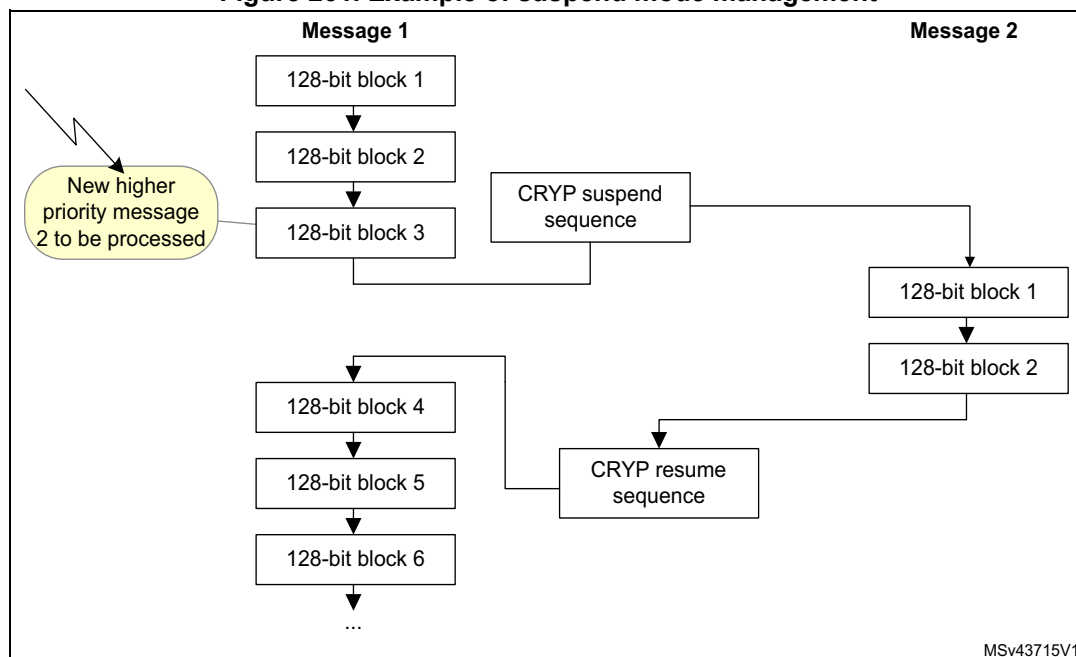 Message 1
Message 2
128-bit block 1
128-bit block 2
New higher
priority message
2 to be processed
128-bit block 3
CRYP suspend
sequence
128-bit block 1
128-bit block 2
128-bit block 4
128-bit block 5
CRYP resume
sequence
128-bit block 6
...
MSv43715V1